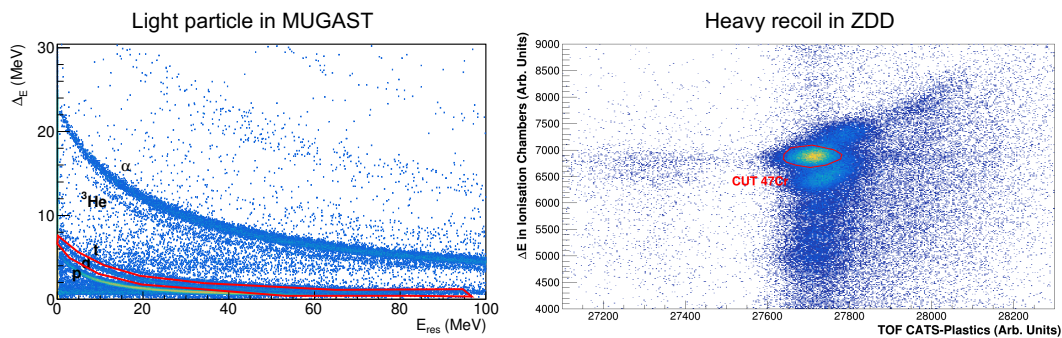 Light particle in MUGAST
Δ_E (MeV)
30
20
10
0
α
³He
t
d
p
0 20 40 60 80 100
E_res (MeV)
Heavy recoil in ZDD
ΔE in Ionisation Chambers (Arb. Units)
9000
8500
8000
7500
7000
6500
6000
5500
5000
4500
4000
CUT 47Cr
27200 27400 27600 27800 28000 28200
TOF CATS-Plastics (Arb. Units)